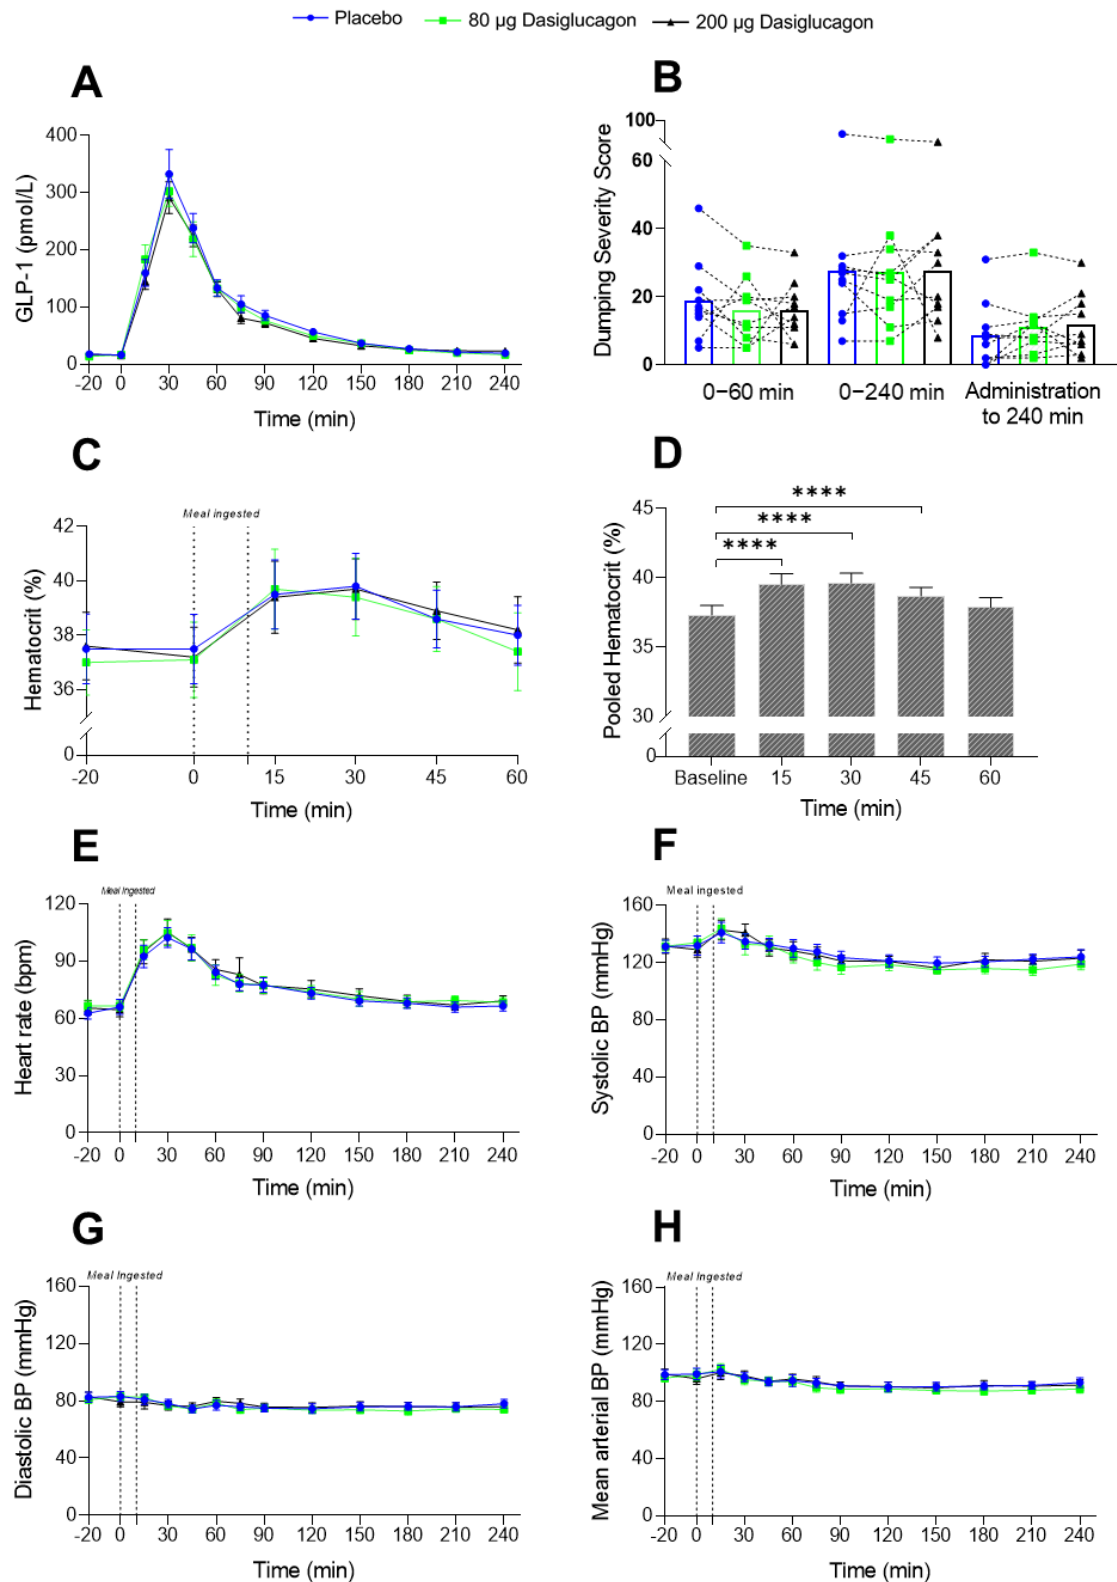 Placebo 80 µg Dasiglucagon 200 µg Dasiglucagon
A
GLP-1 (pmol/L)
400
300
200
100
0
-20 0 30 60 90 120 150 180 210 240
Time (min)
B
Dumping Severity Score
100
60
40
20
0
0−60 min 0−240 min Administration
to 240 min
C
Meal ingested
Hematocrit (%)
42
40
38
36
0
-20 0 15 30 45 60
Time (min)
D
Pooled Hematocrit (%)
45
40
35
30
0
****
****
****
Baseline 15 30 45 60
Time (min)
E
Meal Ingested
Heart rate (bpm)
120
90
60
30
0
-20 0 30 60 90 120 150 180 210 240
Time (min)
F
Meal ingested
Systolic BP (mmHg)
160
120
80
40
0
-20 0 30 60 90 120 150 180 210 240
Time (min)
G
Meal Ingested
Diastolic BP (mmHg)
160
120
80
40
0
-20 0 30 60 90 120 150 180 210 240
Time (min)
H
Meal Ingested
Mean arterial BP (mmHg)
160
120
80
40
0
-20 0 30 60 90 120 150 180 210 240
Time (min)